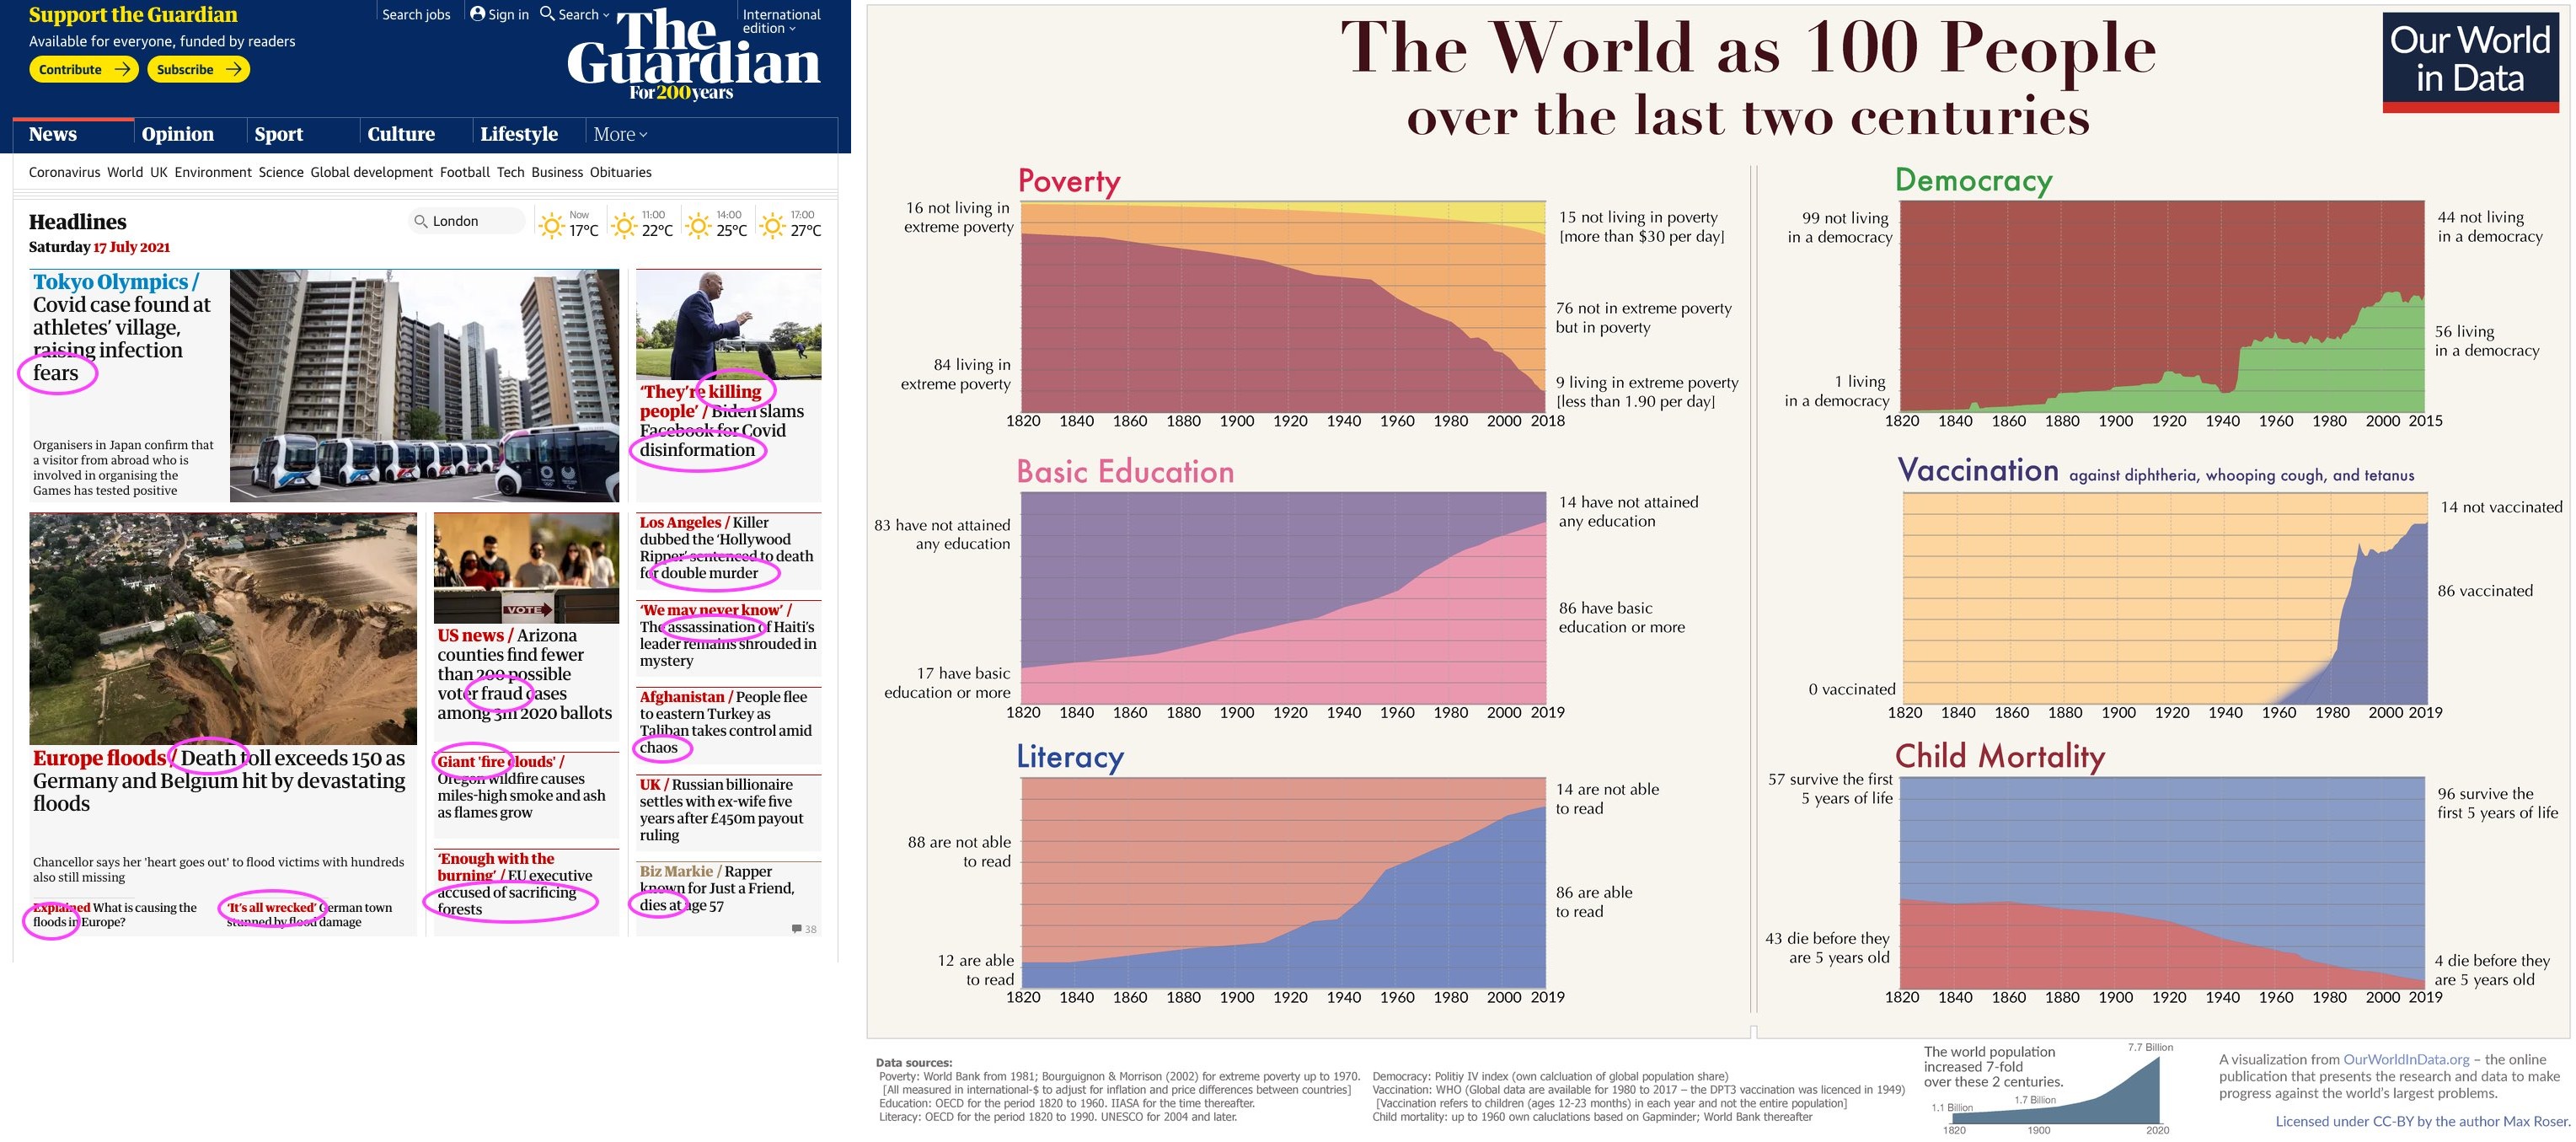 Support the Guardian
Available for everyone, funded by readers
Contribute →
Subscribe →
Search jobs
Sign in
Search
International
edition
The
Guardian
For 200 years
News
Opinion
Sport
Culture
Lifestyle
More
Coronavirus World UK Environment Science Global development Football Tech Business Obituaries
Headlines
Saturday 17 July 2021
London
Now
17°C
11:00
22°C
14:00
25°C
17:00
27°C
Tokyo Olympics /
Covid case found at
athletes' village,
raising infection
fears
Organisers in Japan confirm that
a visitor from abroad who is
involved in organising the
Games has tested positive
'They're killing
people' / Biden slams
Facebook for Covid
disinformation
Europe floods / Death toll exceeds 150 as
Germany and Belgium hit by devastating
floods
Chancellor says her 'heart goes out' to flood victims with hundreds
also still missing
Explained What is causing the
floods in Europe?
'It's all wrecked' German town
stunned by flood damage
VOTE
US news / Arizona
counties find fewer
than 200 possible
voter fraud cases
among 3m 2020 ballots
Giant 'fire clouds' /
Oregon wildfire causes
miles-high smoke and ash
as flames grow
'Enough with the
burning' / EU executive
accused of sacrificing
forests
Los Angeles / Killer
dubbed the 'Hollywood
Ripper' sentenced to death
for double murder
'We may never know' /
The assassination of Haiti's
leader remains shrouded in
mystery
Afghanistan / People flee
to eastern Turkey as
Taliban takes control amid
chaos
UK / Russian billionaire
settles with ex-wife five
years after £450m payout
ruling
Biz Markie / Rapper
known for Just a Friend,
dies at age 57
38
The World as 100 People
over the last two centuries
Our World
in Data
Poverty
16 not living in
extreme poverty
84 living in
extreme poverty
15 not living in poverty
[more than $30 per day]
76 not in extreme poverty
but in poverty
9 living in extreme poverty
[less than 1.90 per day]
1820 1840 1860 1880 1900 1920 1940 1960 1980 2000 2018
Basic Education
83 have not attained
any education
17 have basic
education or more
14 have not attained
any education
86 have basic
education or more
1820 1840 1860 1880 1900 1920 1940 1960 1980 2000 2019
Literacy
88 are not able
to read
12 are able
to read
14 are not able
to read
86 are able
to read
1820 1840 1860 1880 1900 1920 1940 1960 1980 2000 2019
Democracy
99 not living
in a democracy
1 living
in a democracy
44 not living
in a democracy
56 living
in a democracy
1820 1840 1860 1880 1900 1920 1940 1960 1980 2000 2015
Vaccination against diphtheria, whooping cough, and tetanus
0 vaccinated
14 not vaccinated
86 vaccinated
1820 1840 1860 1880 1900 1920 1940 1960 1980 2000 2019
Child Mortality
57 survive the first
5 years of life
43 die before they
are 5 years old
96 survive the
first 5 years of life
4 die before they
are 5 years old
1820 1840 1860 1880 1900 1920 1940 1960 1980 2000 2019
Data sources:
Poverty: World Bank from 1981; Bourguignon & Morrison (2002) for extreme poverty up to 1970.
[All measured in international-$ to adjust for inflation and price differences between countries]
Education: OECD for the period 1820 to 1960. IIASA for the time thereafter.
Literacy: OECD for the period 1820 to 1990. UNESCO for 2004 and later.
Democracy: Politiy IV index (own calcluation of global population share)
Vaccination: WHO (Global data are available for 1980 to 2017 – the DPT3 vaccination was licenced in 1949)
[Vaccination refers to children (ages 12-23 months) in each year and not the entire population]
Child mortality: up to 1960 own caluclations based on Gapminder; World Bank thereafter
The world population
increased 7-fold
over these 2 centuries.
1.1 Billion
1.7 Billion
7.7 Billion
1820 1900 2020
A visualization from OurWorldInData.org – the online
publication that presents the research and data to make
progress against the world's largest problems.
Licensed under CC-BY by the author Max Roser.